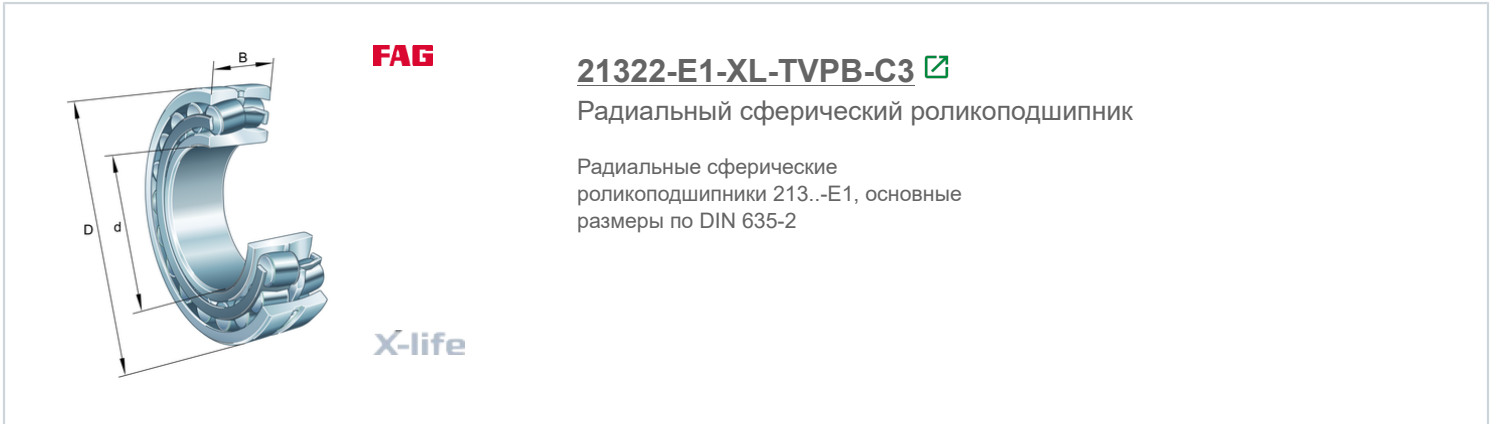 FAG
B
D
d
X-life
21322-E1-XL-TVPB-C3
Радиальный сферический роликоподшипник
Радиальные сферические
роликоподшипники 213..-E1, основные
размеры по DIN 635-2